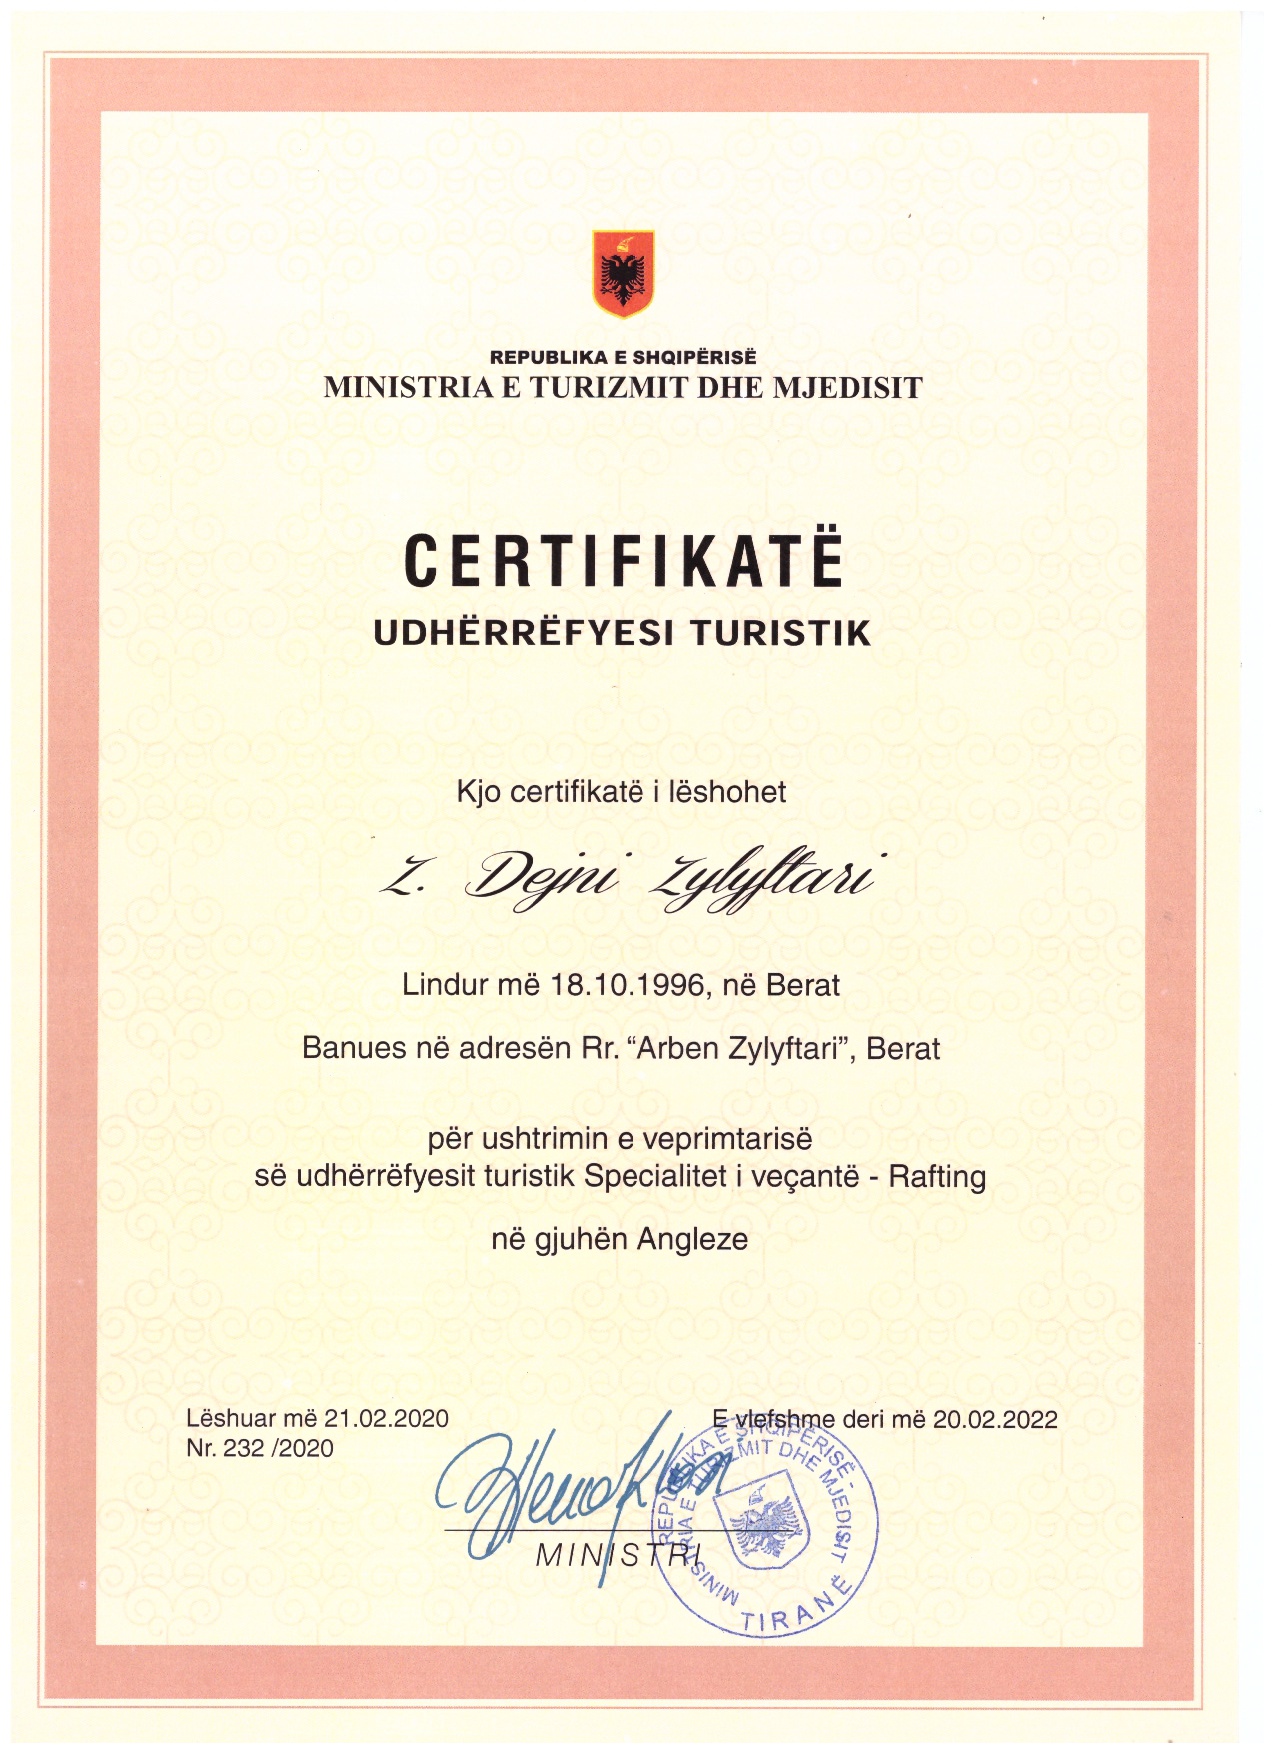 REPUBLIKA E SHQIPËRISË
MINISTRIA E TURIZMIT DHE MJEDISIT
CERTIFIKATË
UDHËRRËFYESI TURISTIK
Kjo certifikatë i lëshohet
Z. Dejni Zylyftari
Lindur më 18.10.1996, në Berat
Banues në adresën Rr. “Arben Zylyftari”, Berat
për ushtrimin e veprimtarisë
së udhërrëfyesit turistik Specialitet i veçantë - Rafting
në gjuhën Angleze
Lëshuar më 21.02.2020
Nr. 232 /2020
E vlefshme deri më 20.02.2022
MINISTRI
REPUBLIKA E SHQIPËRISË -
MINISTRIA E TURIZMIT DHE MJEDISIT
TIRANË